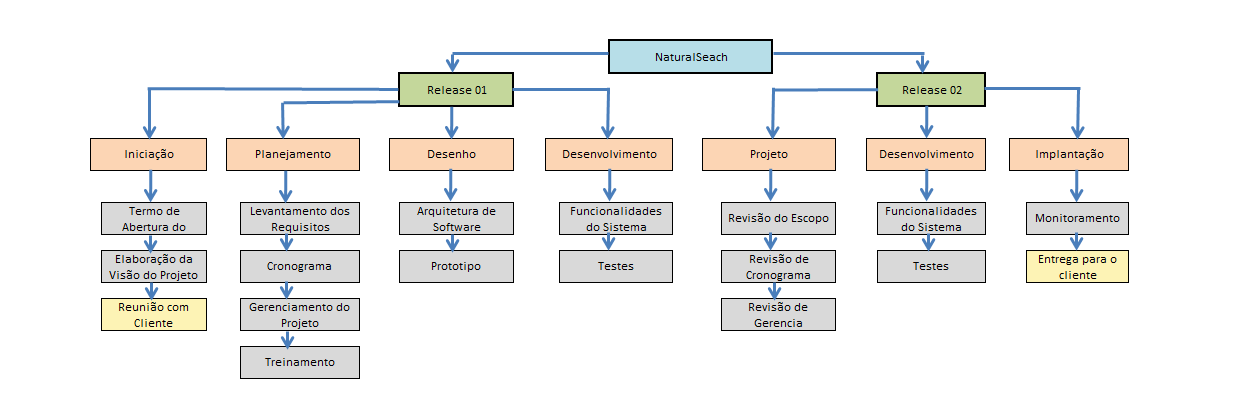 NaturalSeach
Release 01
Release 02
Iniciação
Planejamento
Desenho
Desenvolvimento
Projeto
Desenvolvimento
Implantação
Termo de
Abertura do
Levantamento dos
Requisitos
Arquitetura de
Software
Funcionalidades
do Sistema
Revisão do Escopo
Funcionalidades
do Sistema
Monitoramento
Elaboração da
Visão do Projeto
Cronograma
Prototipo
Testes
Revisão de
Cronograma
Testes
Entrega para o
cliente
Reunião com
Cliente
Gerenciamento do
Projeto
Revisão de
Gerencia
Treinamento